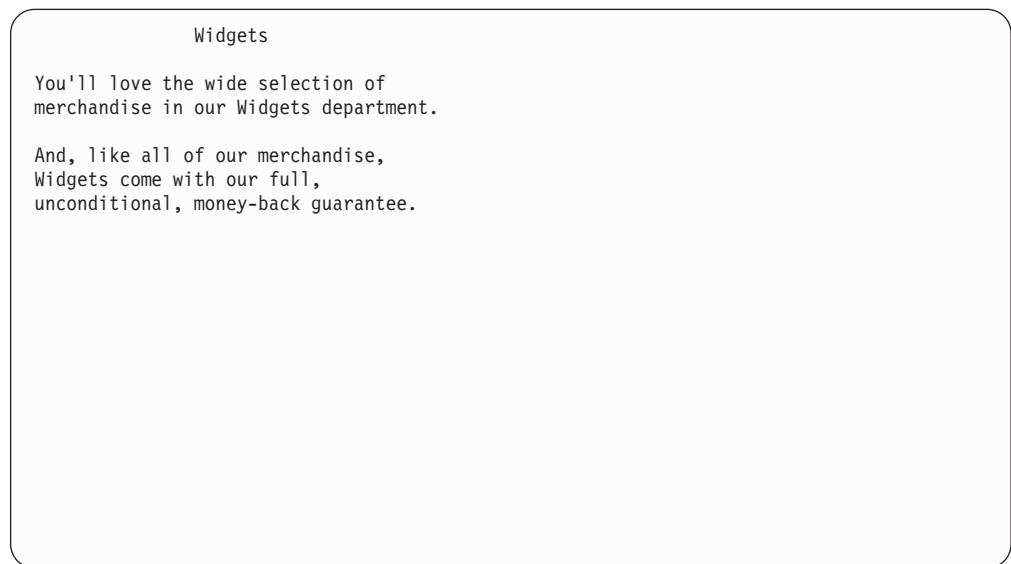 Widgets
You'll love the wide selection of
merchandise in our Widgets department.
And, like all of our merchandise,
Widgets come with our full,
unconditional, money-back guarantee.